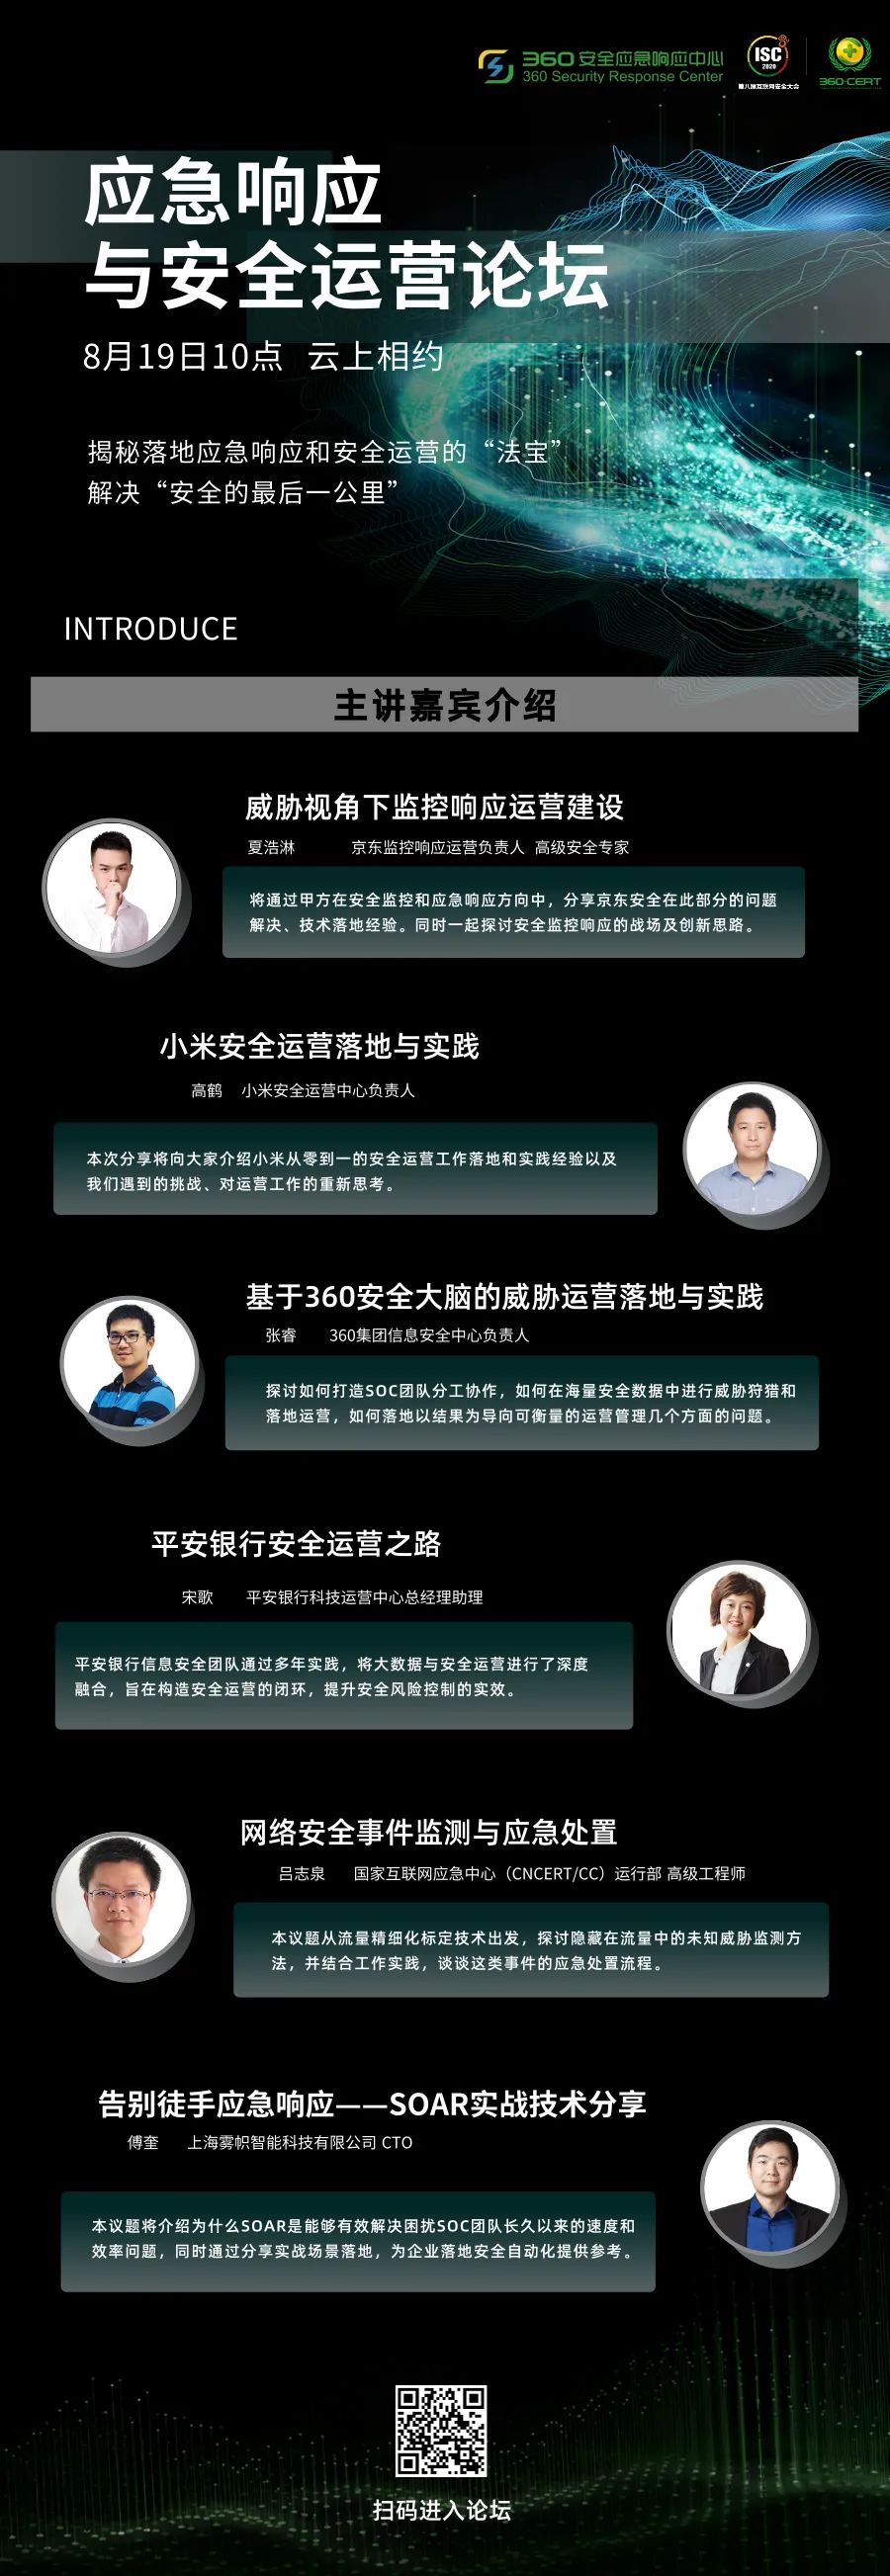 360安全应急响应中心
360 Security Response Center
ISC
2020
第八届互联网安全大会
360-CERT
应急响应
与安全运营论坛
8月19日10点 云上相约
揭秘落地应急响应和安全运营的“法宝”
解决“安全的最后一公里”
INTRODUCE
主讲嘉宾介绍
威胁视角下监控响应运营建设
夏浩淋 京东监控响应运营负责人 高级安全专家
将通过甲方在安全监控和应急响应方向中，分享京东安全在此部分的问题
解决、技术落地经验。同时一起探讨安全监控响应的战场及创新思路。
小米安全运营落地与实践
高鹤 小米安全运营中心负责人
本次分享将向大家介绍小米从零到一的安全运营工作落地和实践经验以及
我们遇到的挑战、对运营工作的重新思考。
基于360安全大脑的威胁运营落地与实践
张睿 360集团信息安全中心负责人
探讨如何打造SOC团队分工协作，如何在海量安全数据中进行威胁狩猎和
落地运营，如何落地以结果为导向可衡量的运营管理几个方面的问题。
平安银行安全运营之路
宋歌 平安银行科技运营中心总经理助理
平安银行信息安全团队通过多年实践，将大数据与安全运营进行了深度
融合，旨在构造安全运营的闭环，提升安全风险控制的实效。
网络安全事件监测与应急处置
吕志泉 国家互联网应急中心（CNCERT/CC）运行部 高级工程师
本议题从流量精细化标定技术出发，探讨隐藏在流量中的未知威胁监测方
法，并结合工作实践，谈谈这类事件的应急处置流程。
告别徒手应急响应——SOAR实战技术分享
傅奎 上海雾帜智能科技有限公司 CTO
本议题将介绍为什么SOAR是能够有效解决困扰SOC团队长久以来的速度和
效率问题，同时通过分享实战场景落地，为企业落地安全自动化提供参考。
扫码进入论坛